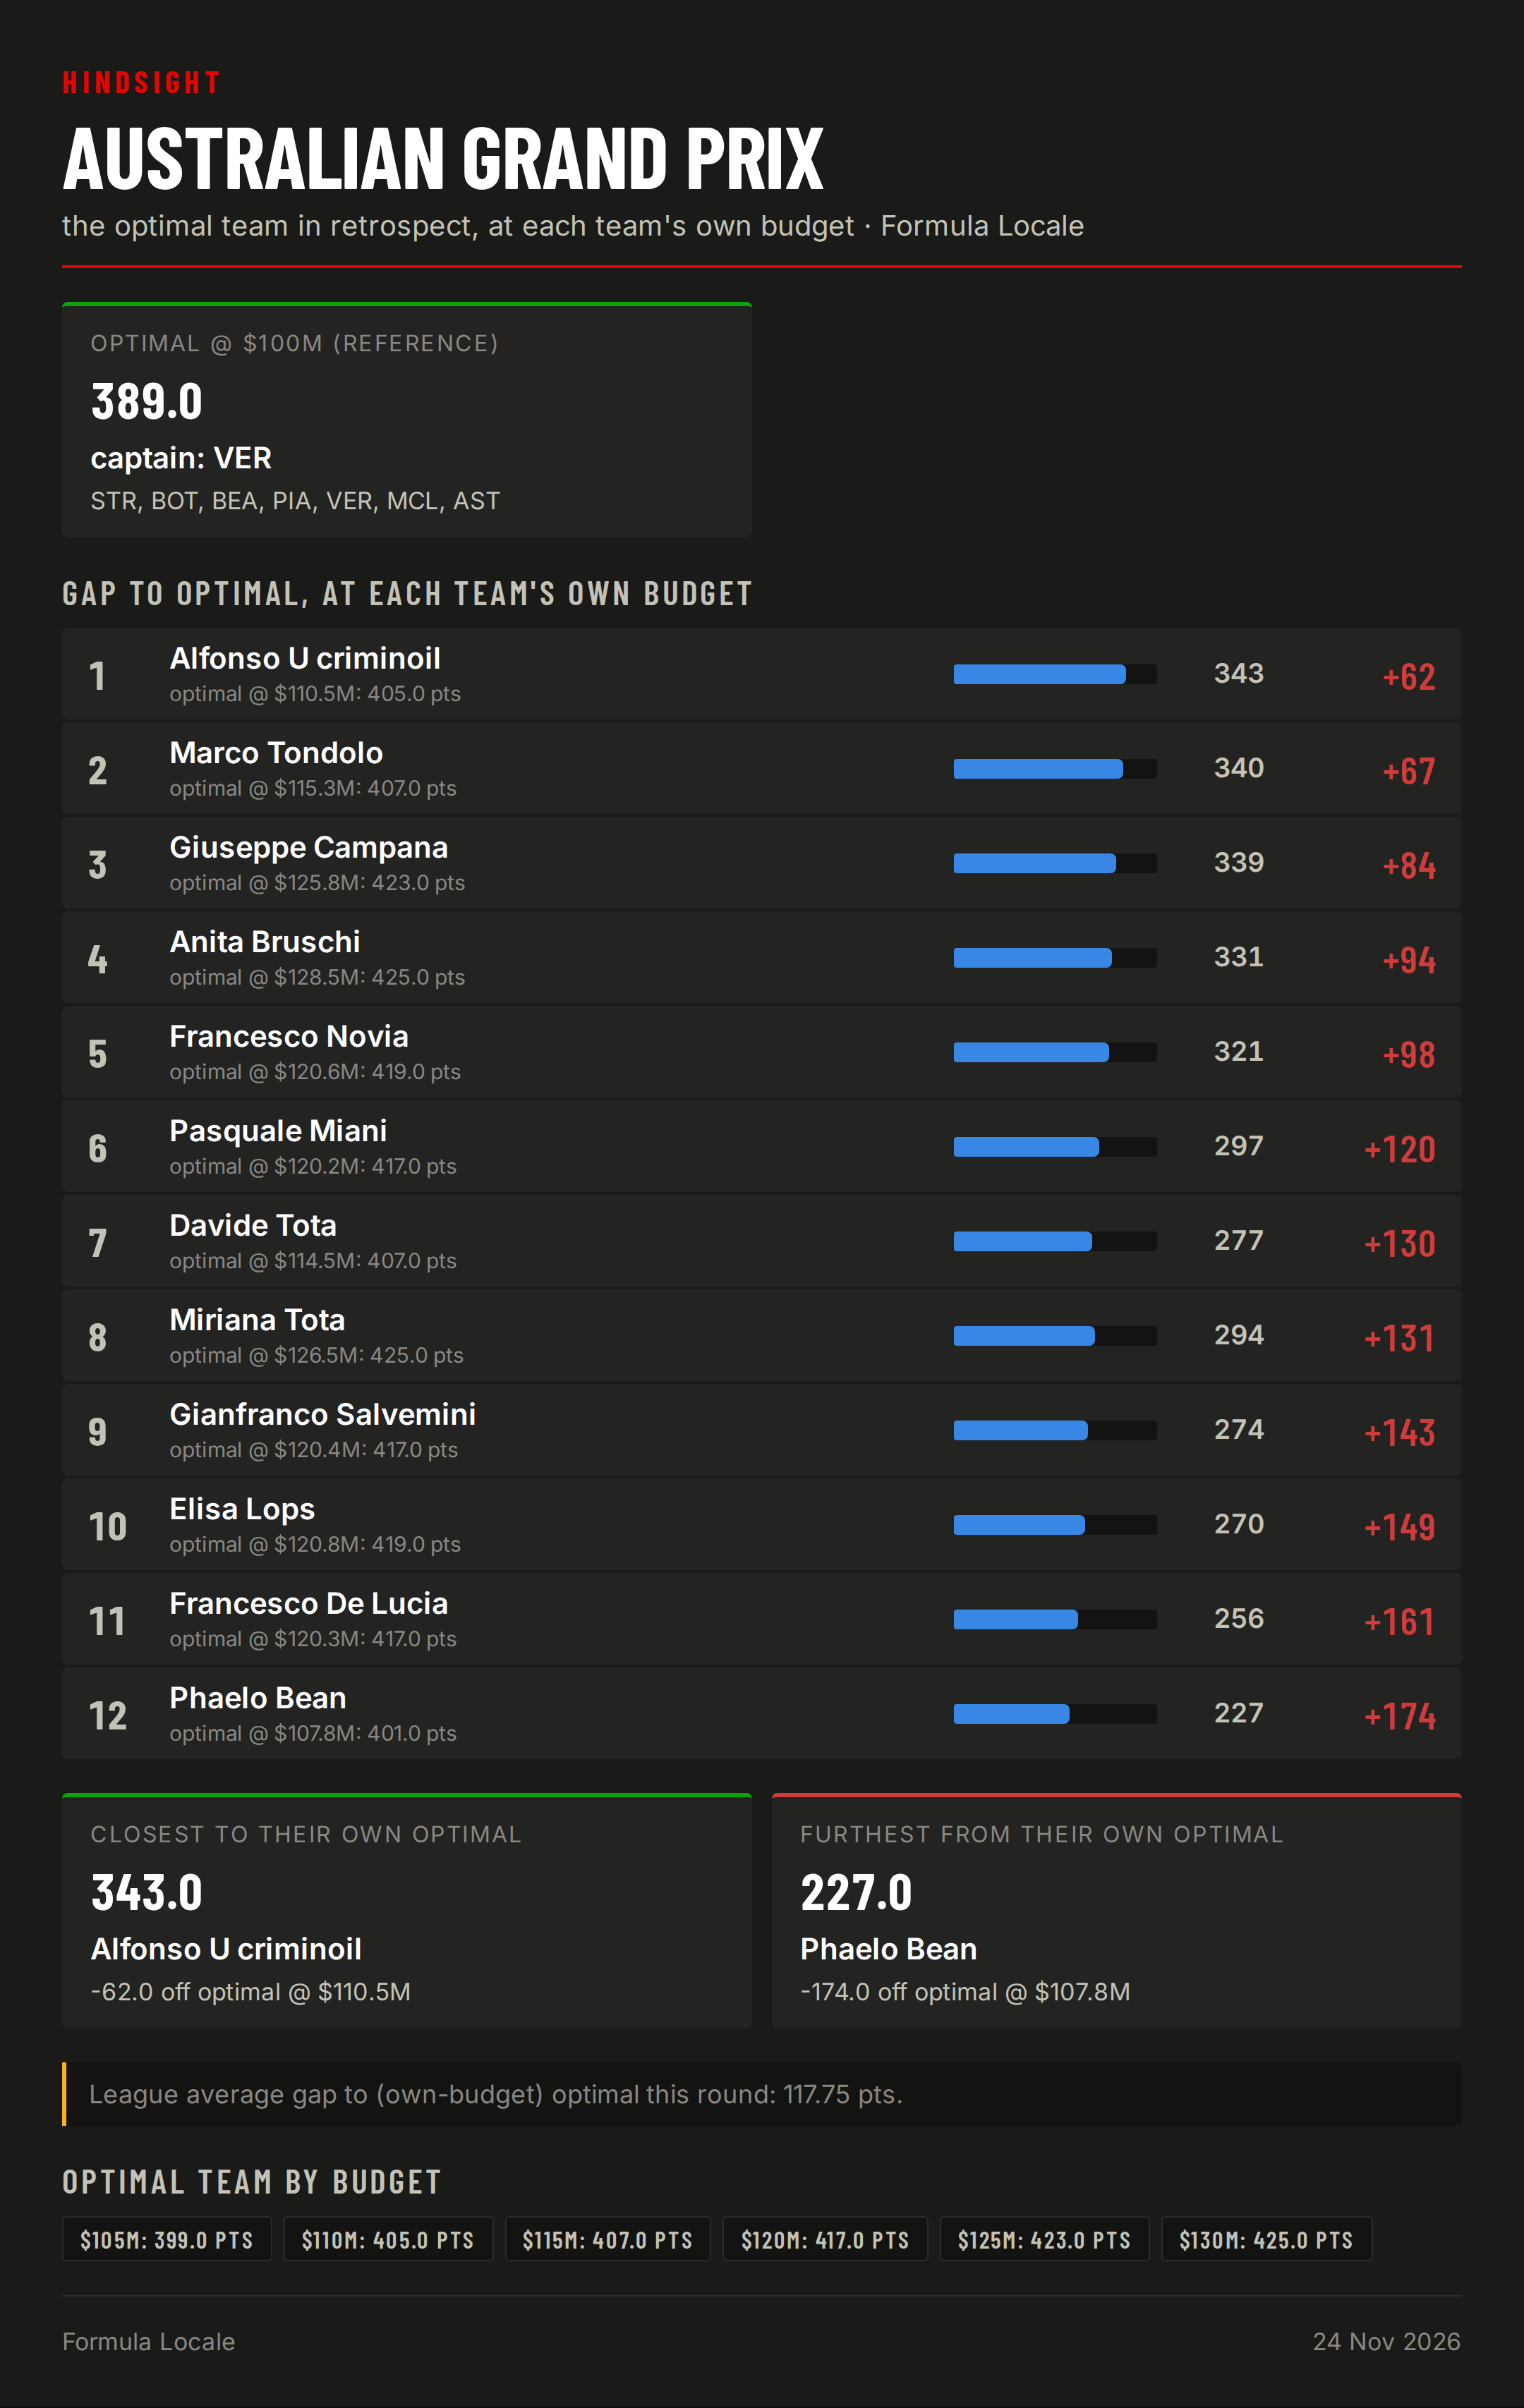 HINDSIGHT
AUSTRALIAN GRAND PRIX
the optimal team in retrospect, at each team's own budget · Formula Locale
OPTIMAL @ $100M (REFERENCE)
389.0
captain: VER
STR, BOT, BEA, PIA, VER, MCL, AST
GAP TO OPTIMAL, AT EACH TEAM'S OWN BUDGET
1 Alfonso U criminoil 343 +62
optimal @ $110.5M: 405.0 pts
2 Marco Tondolo 340 +67
optimal @ $115.3M: 407.0 pts
3 Giuseppe Campana 339 +84
optimal @ $125.8M: 423.0 pts
4 Anita Bruschi 331 +94
optimal @ $128.5M: 425.0 pts
5 Francesco Novia 321 +98
optimal @ $120.6M: 419.0 pts
6 Pasquale Miani 297 +120
optimal @ $120.2M: 417.0 pts
7 Davide Tota 277 +130
optimal @ $114.5M: 407.0 pts
8 Miriana Tota 294 +131
optimal @ $126.5M: 425.0 pts
9 Gianfranco Salvemini 274 +143
optimal @ $120.4M: 417.0 pts
10 Elisa Lops 270 +149
optimal @ $120.8M: 419.0 pts
11 Francesco De Lucia 256 +161
optimal @ $120.3M: 417.0 pts
12 Phaelo Bean 227 +174
optimal @ $107.8M: 401.0 pts
CLOSEST TO THEIR OWN OPTIMAL
343.0
Alfonso U criminoil
-62.0 off optimal @ $110.5M
FURTHEST FROM THEIR OWN OPTIMAL
227.0
Phaelo Bean
-174.0 off optimal @ $107.8M
League average gap to (own-budget) optimal this round: 117.75 pts.
OPTIMAL TEAM BY BUDGET
$105M: 399.0 PTS $110M: 405.0 PTS $115M: 407.0 PTS $120M: 417.0 PTS $125M: 423.0 PTS $130M: 425.0 PTS
Formula Locale 24 Nov 2026